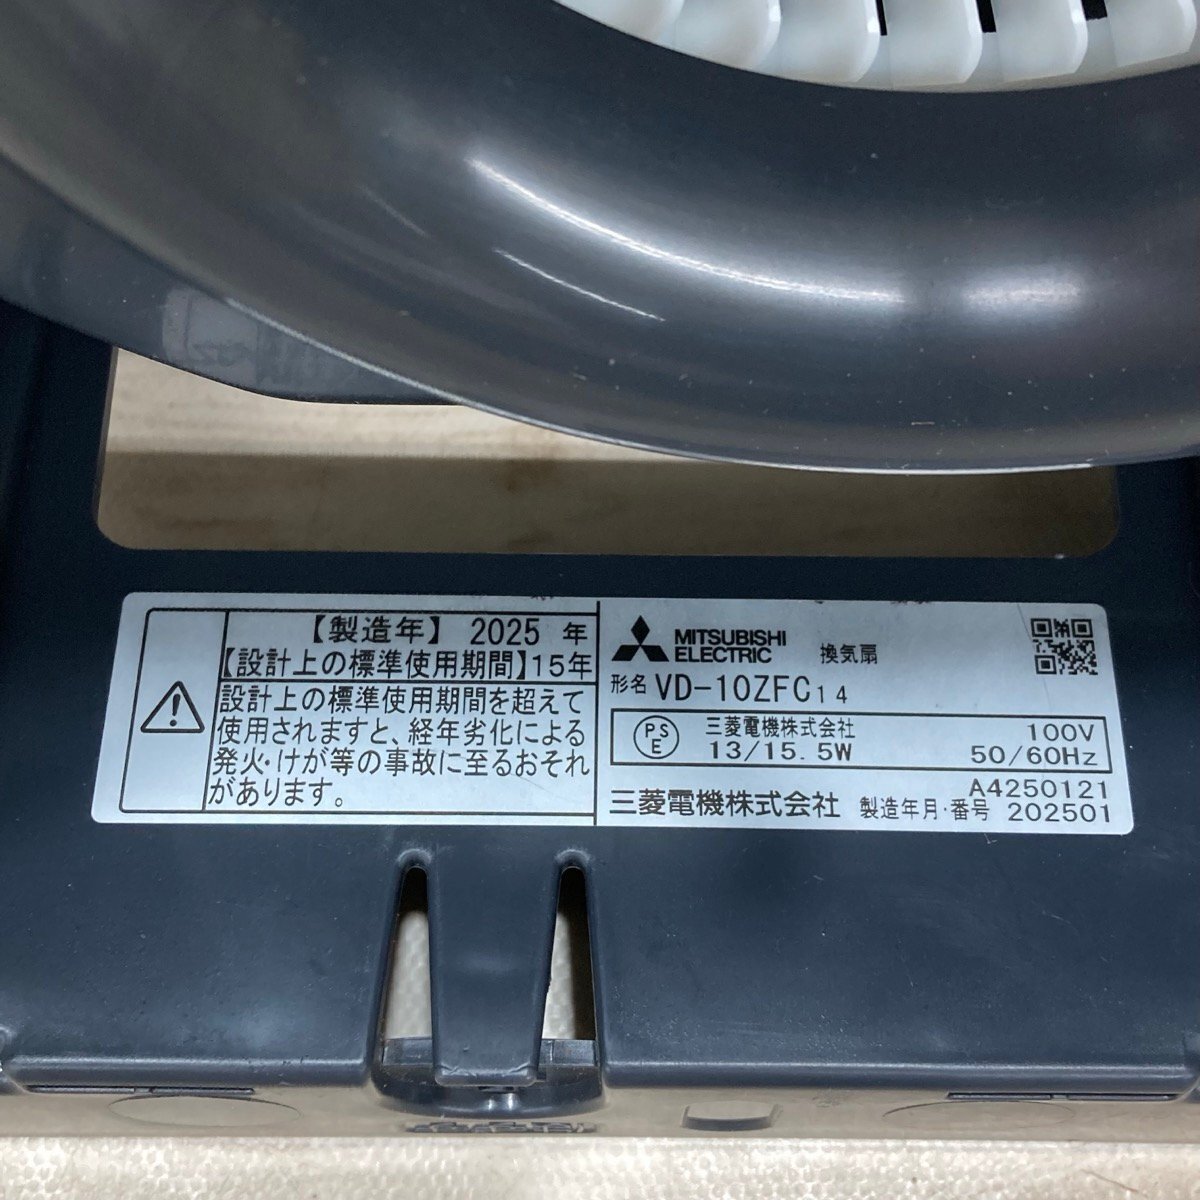 【製造年】 2025 年
【設計上の標準使用期間】15年
設計上の標準使用期間を超えて
使用されますと、経年劣化による
発火・けが等の事故に至るおそれ
があります。
MITSUBISHI
ELECTRIC 換気扇
形名 VD-10ZFC14
PS
E
三菱電機株式会社 100V
13/15.5W 50/60Hz
A4250121
三菱電機株式会社 製造年月・番号 202501